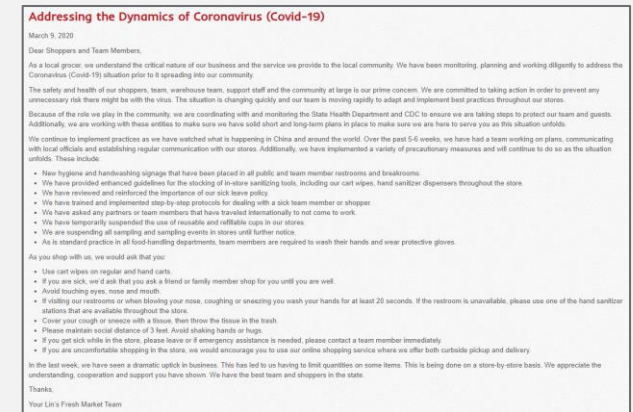 Addressing the Dynamics of Coronavirus (Covid-19)
March 9, 2020
Dear Shoppers and Team Members,
As a local grocer, we understand the critical nature of our business and the service we provide to the local community. We have been monitoring, planning and working diligently to address the
Coronavirus (Covid-19) situation prior to it spreading into our community.
The safety and health of our shoppers, team, warehouse team, support staff and the community at large is our prime concern. We are committed to taking action in order to prevent any
unnecessary risk there might be with the virus. The situation is changing quickly and our team is moving rapidly to adapt and implement best practices throughout our stores.
Because of the role we play in the community, we are coordinating with and monitoring the State Health Department and CDC to ensure we are taking steps to protect our team and guests.
Additionally, we are working with these entities to make sure we have solid short and long-term plans in place to make sure we are here to serve you as this situation unfolds.
We continue to implement practices as we have watched what is happening in China and around the world. Over the past 5-6 weeks, we have had a team working on plans, communicating
with local officials and establishing regular communication with our stores. Additionally, we have implemented a variety of precautionary measures and will continue to do so as the situation
unfolds. These include:
• New hygiene and handwashing signage that have been placed in all public and team member restrooms and breakrooms.
• We have provided enhanced guidelines for the stocking of in-store sanitizing tools, including our cart wipes, hand sanitizer dispensers throughout the store.
• We have reviewed and reinforced the importance of our sick leave policy.
• We have trained and implemented step-by-step protocols for dealing with a sick team member or shopper.
• We have asked any partners or team members that have traveled internationally to not come to work.
• We have temporarily suspended the use of reusable and refillable cups in our stores.
• We are suspending all sampling and sampling events in stores until further notice.
• As is standard practice in all food-handling departments, team members are required to wash their hands and wear protective gloves.
As you shop with us, we would ask that you:
• Use cart wipes on regular and hand carts.
• If you are sick, we'd ask that you ask a friend or family member shop for you until you are well.
• Avoid touching eyes, nose and mouth.
• If visiting our restrooms or when blowing your nose, coughing or sneezing you wash your hands for at least 20 seconds. If the restroom is unavailable, please use one of the hand sanitizer
stations that are available throughout the store.
• Cover your cough or sneeze with a tissue, then throw the tissue in the trash.
• Please maintain social distance of 3 feet. Avoid shaking hands or hugs.
• If you get sick while in the store, please leave or if emergency assistance is needed, please contact a team member immediately.
• If you are uncomfortable shopping in the store, we would encourage you to use our online shopping service where we offer both curbside pickup and delivery.
In the last week, we have seen a dramatic uptick in business. This has led to us having to limit quantities on some items. This is being done on a store-by-store basis. We appreciate the
understanding, cooperation and support you have shown. We have the best team and shoppers in the state.
Thanks,
Your Lin's Fresh Market Team